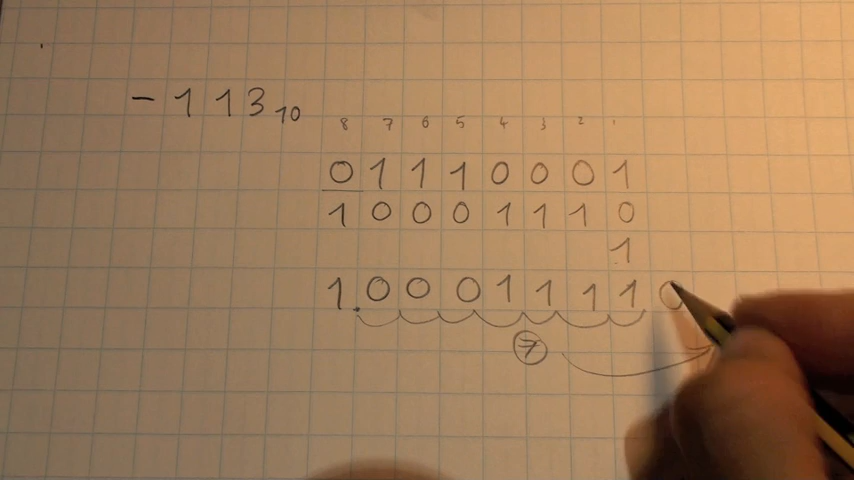 -113₁₀
8 7 6 5 4 3 2 1
0 1 1 1 0 0 0 1
1 0 0 0 1 1 1 0
1
1.0 0 0 1 1 1 1 0
7